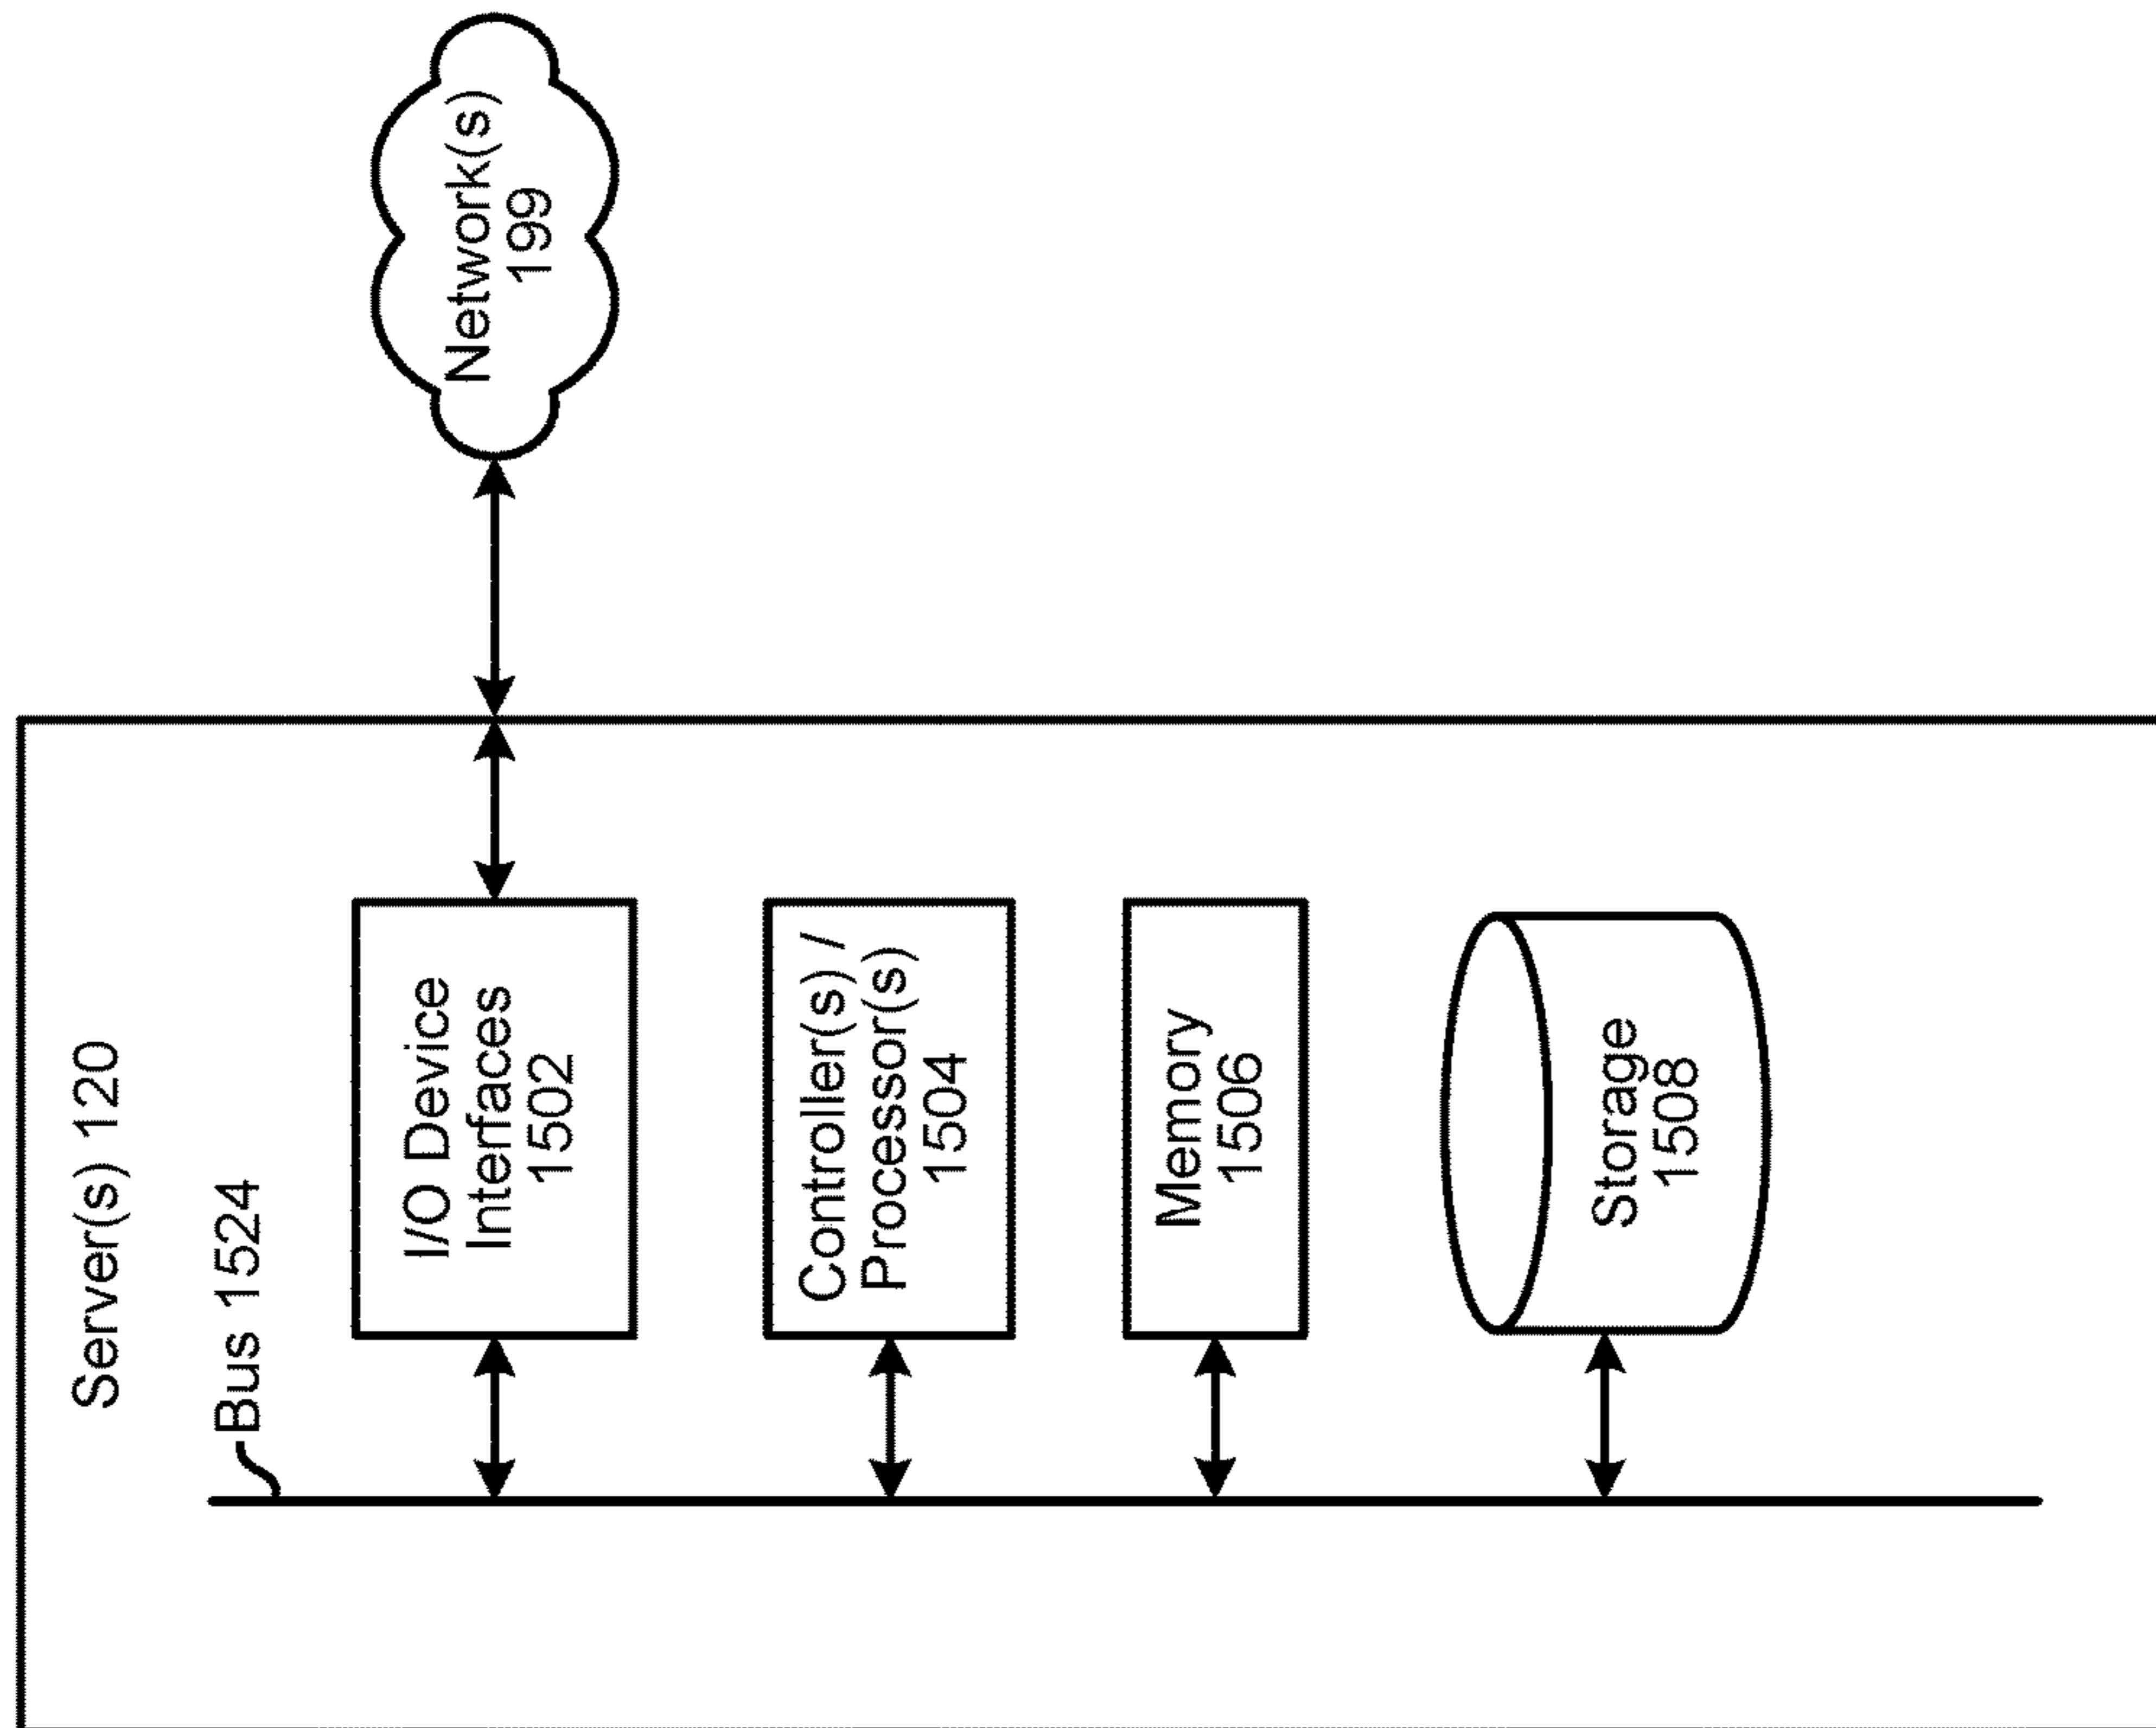 Server(s) 120
Bus 1524
I/O Device
Interfaces
1502
Network(s)
199
Controller(s) /
Processor(s)
1504
Memory
1506
Storage
1508